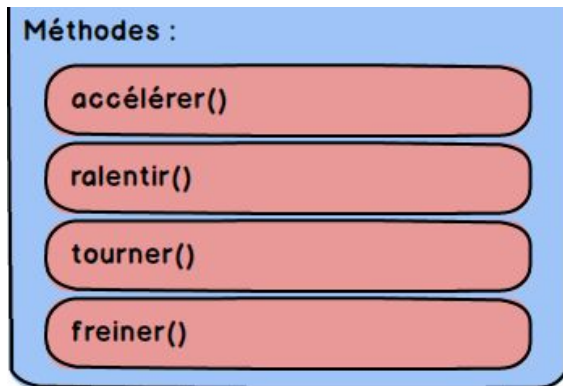 Méthodes :
accélérer()
ralentir()
tourner()
freiner()